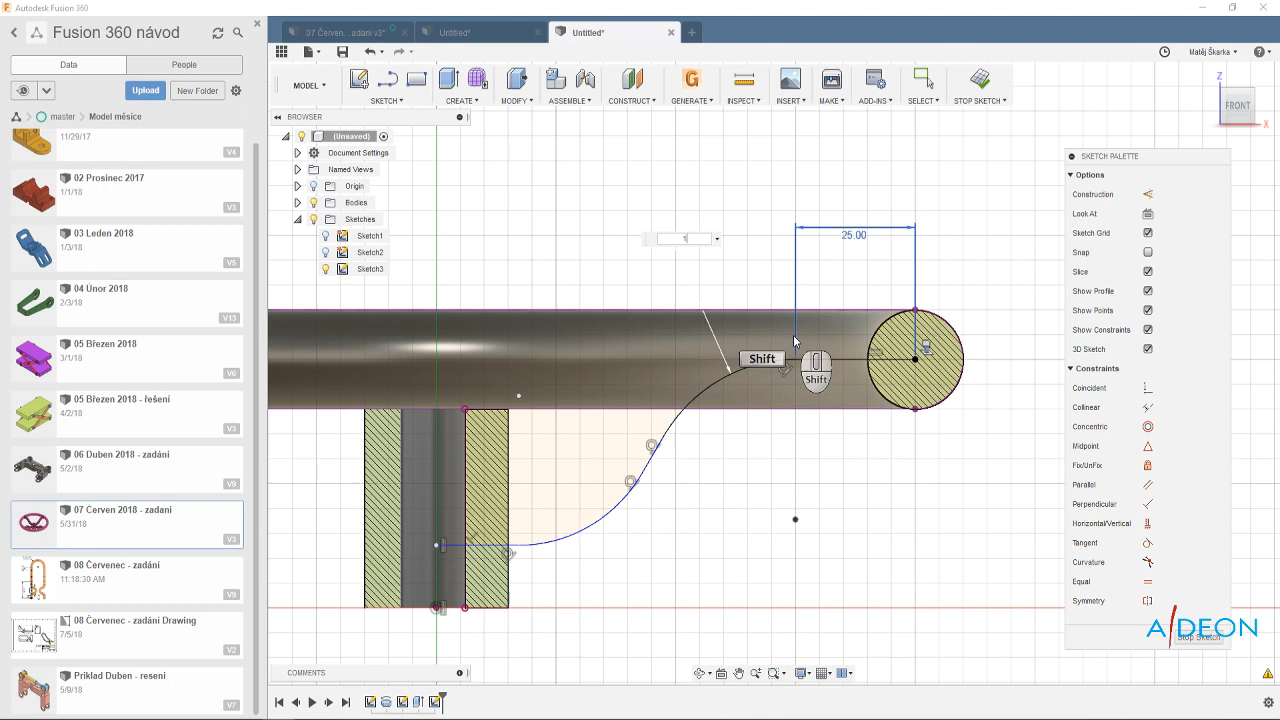 Autodesk Fusion 360
Fusion 360 návod
Data
People
Upload
New Folder
master
Model měsíce
11/29/17
V4
02 Prosinec 2017
1/1/18
V3
03 Leden 2018
1/3/18
V5
04 Únor 2018
2/3/18
V13
05 Březen 2018
3/1/18
V3
05 Březen 2018 - řešení
4/2/18
V3
06 Duben 2018 - zadání
5/2/18
V9
07 Červen 2018 - zadaní
5/31/18
V3
08 Červenec - zadání
11:18:30 AM
V9
08 Červenec - zadání Drawing
7/5/18
V2
Příklad Duben - reseni
5/9/18
V7
07 Červen... adaní v3*
Untitled*
Untitled*
Matěj Škarka
MODEL
SKETCH
CREATE
MODIFY
ASSEMBLE
CONSTRUCT
GENERATE
INSPECT
INSERT
MAKE
ADD-INS
SELECT
STOP SKETCH
BROWSER
(Unsaved)
Document Settings
Named Views
Origin
Bodies
Sketches
Sketch1
Sketch2
Sketch3
25.00
Shift
Shift
Z
FRONT
X
SKETCH PALETTE
Options
Construction
Look At
Sketch Grid
Snap
Slice
Show Profile
Show Points
Show Constraints
3D Sketch
Constraints
Coincident
Collinear
Concentric
Midpoint
Fix/UnFix
Parallel
Perpendicular
Horizontal/Vertical
Tangent
Curvature
Equal
Symmetry
Stop Sketch
A/DEON
COMMENTS